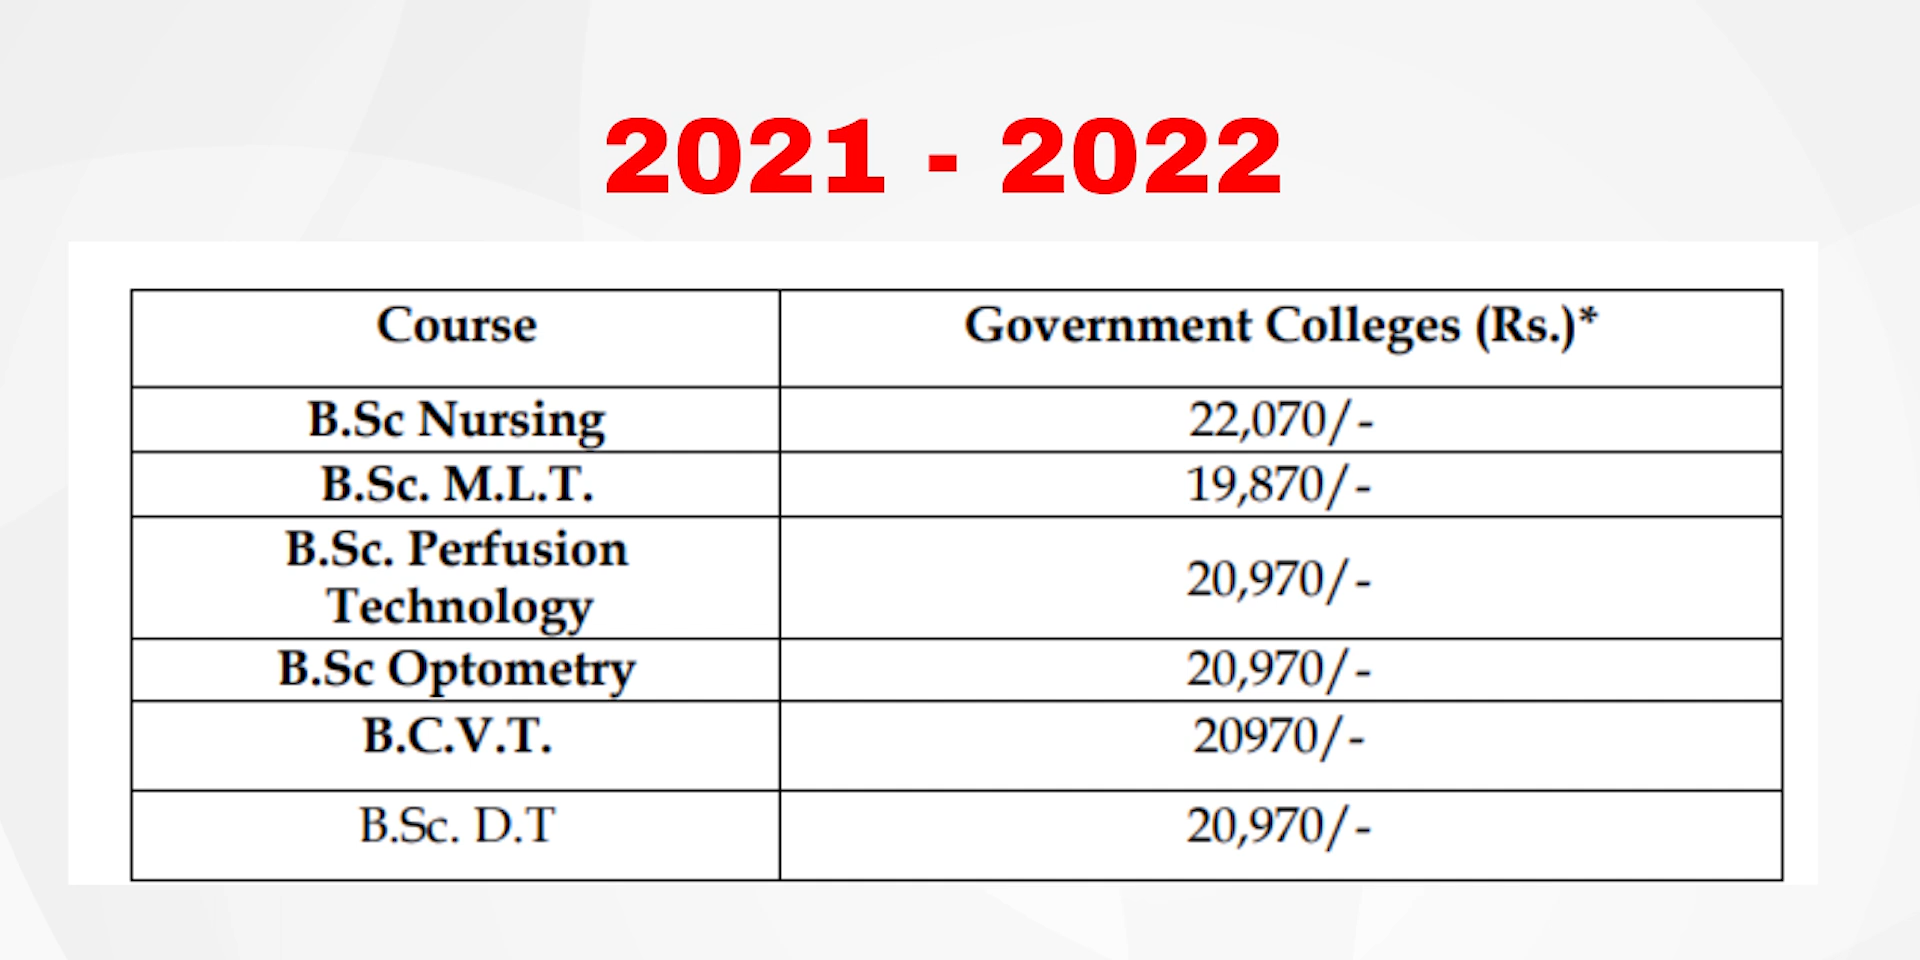 2021 - 2022
Course Government Colleges (Rs.)*
B.Sc Nursing 22,070/-
B.Sc. M.L.T. 19,870/-
B.Sc. Perfusion
Technology 20,970/-
B.Sc Optometry 20,970/-
B.C.V.T. 20970/-
B.Sc. D.T 20,970/-